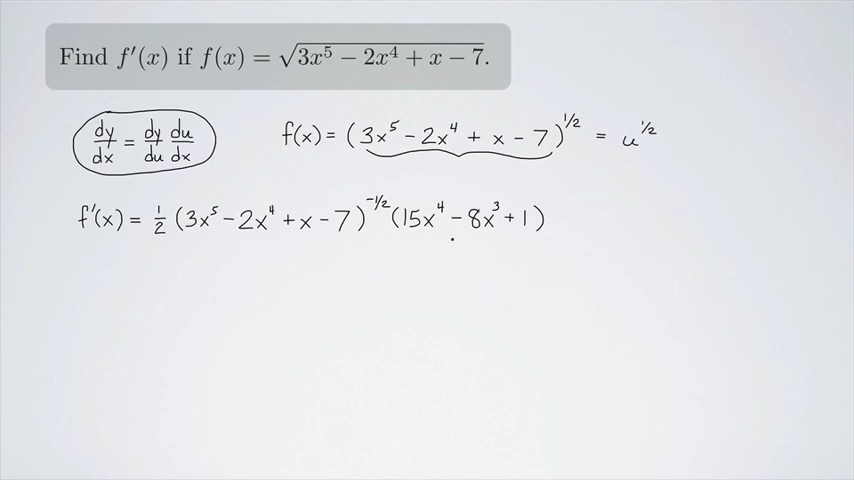 Find f′(x) if f(x) = √(3x⁵ − 2x⁴ + x − 7).
dy/dx = dy/du du/dx
f(x) = (3x⁵ − 2x⁴ + x − 7)^1/2 = u^1/2
f′(x) = 1/2 (3x⁵ − 2x⁴ + x − 7)^−1/2 (15x⁴ − 8x³ + 1)